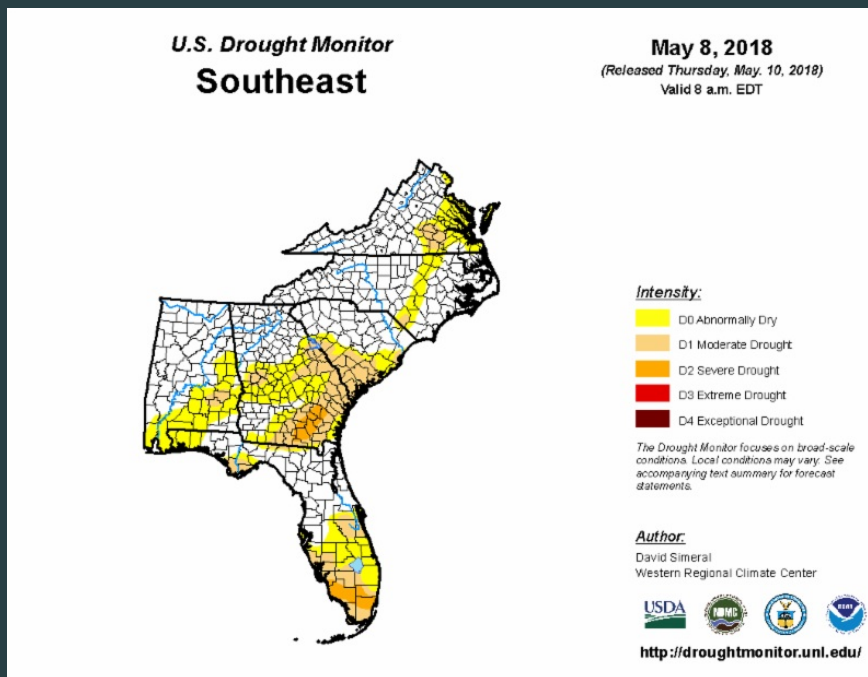 U.S. Drought Monitor
Southeast
May 8, 2018
(Released Thursday, May. 10, 2018)
Valid 8 a.m. EDT
Intensity:
D0 Abnormally Dry
D1 Moderate Drought
D2 Severe Drought
D3 Extreme Drought
D4 Exceptional Drought
The Drought Monitor focuses on broad-scale
conditions. Local conditions may vary. See
accompanying text summary for forecast
statements.
Author:
David Simeral
Western Regional Climate Center
USDA
NDMC
NOAA
http://droughtmonitor.unl.edu/